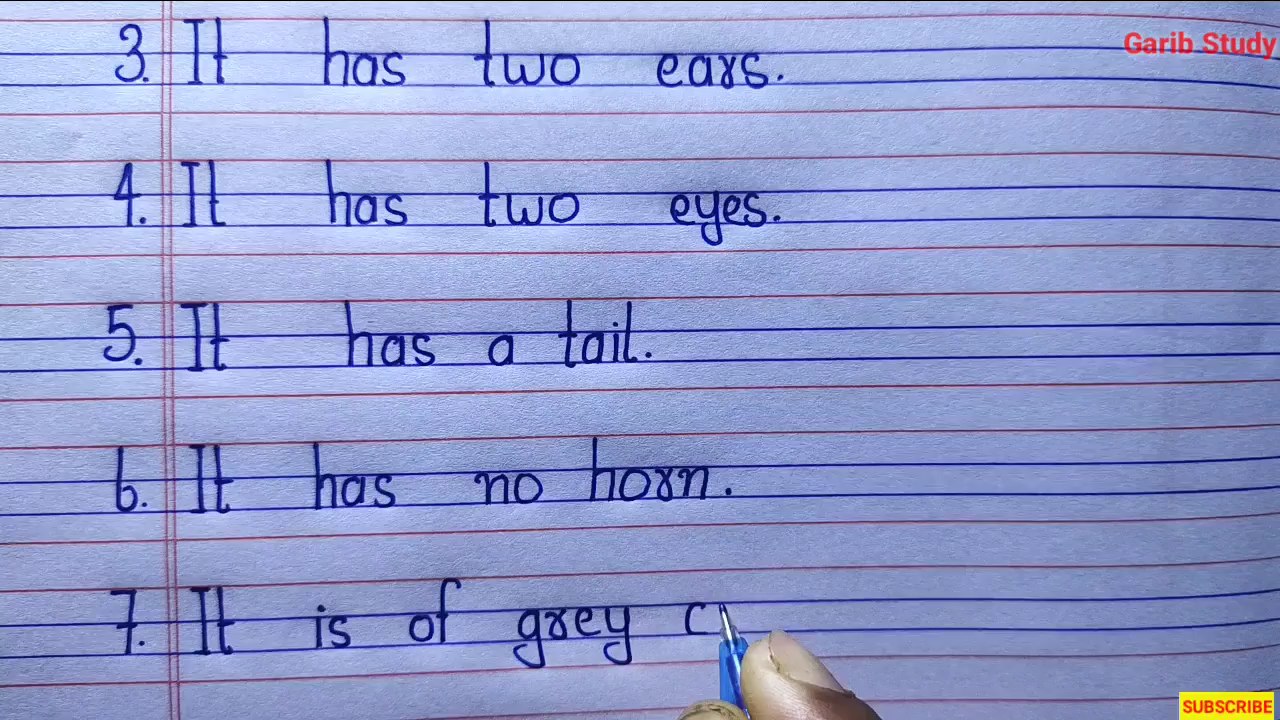 3. It has two ears.
Garib Study
4. It has two eyes.
5. It has a tail.
6. It has no horn.
7. It is of grey c
SUBSCRIBE